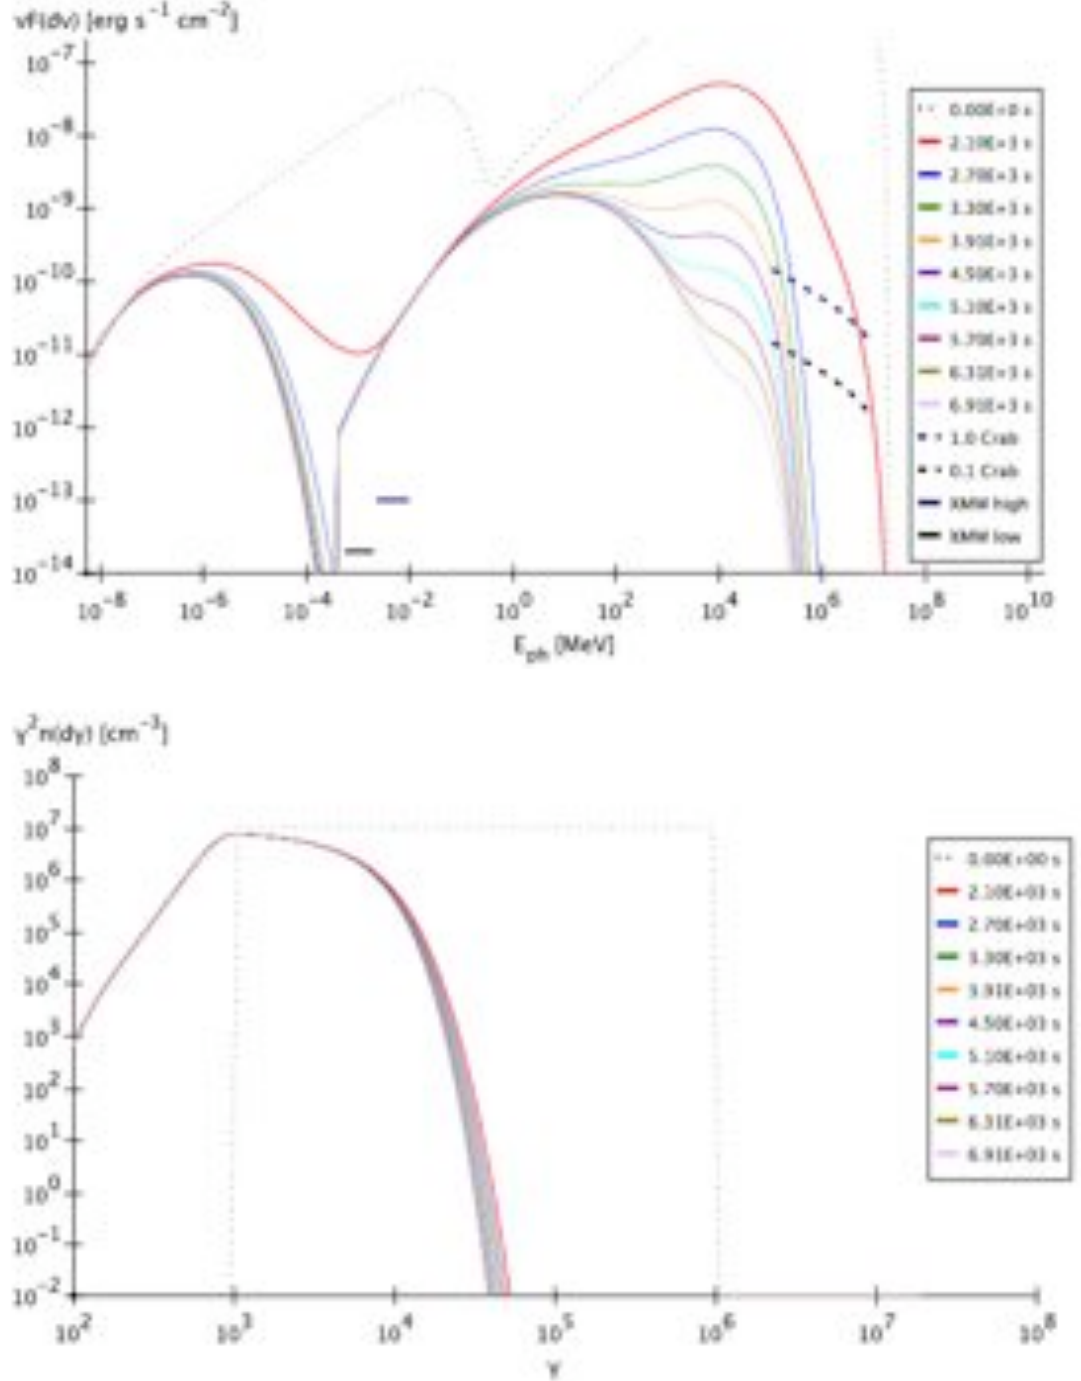 νF(dν) [erg s⁻¹ cm⁻²]
10⁻⁷
10⁻⁸
10⁻⁹
10⁻¹⁰
10⁻¹¹
10⁻¹²
10⁻¹³
10⁻¹⁴
10⁻⁸ 10⁻⁶ 10⁻⁴ 10⁻² 10⁰ 10² 10⁴ 10⁶ 10⁸ 10¹⁰
E_ph [MeV]
0.00E+0 s
2.10E+3 s
2.70E+3 s
3.30E+3 s
3.91E+3 s
4.50E+3 s
5.10E+3 s
5.70E+3 s
6.31E+3 s
6.91E+3 s
1.0 Crab
0.1 Crab
XMM high
XMM low
γ²n(dγ) [cm⁻³]
10⁸
10⁷
10⁶
10⁵
10⁴
10³
10²
10¹
10⁰
10⁻¹
10⁻²
10² 10³ 10⁴ 10⁵ 10⁶ 10⁷ 10⁸
γ
0.00E+00 s
2.10E+03 s
2.70E+03 s
3.30E+03 s
3.91E+03 s
4.50E+03 s
5.10E+03 s
5.70E+03 s
6.31E+03 s
6.91E+03 s